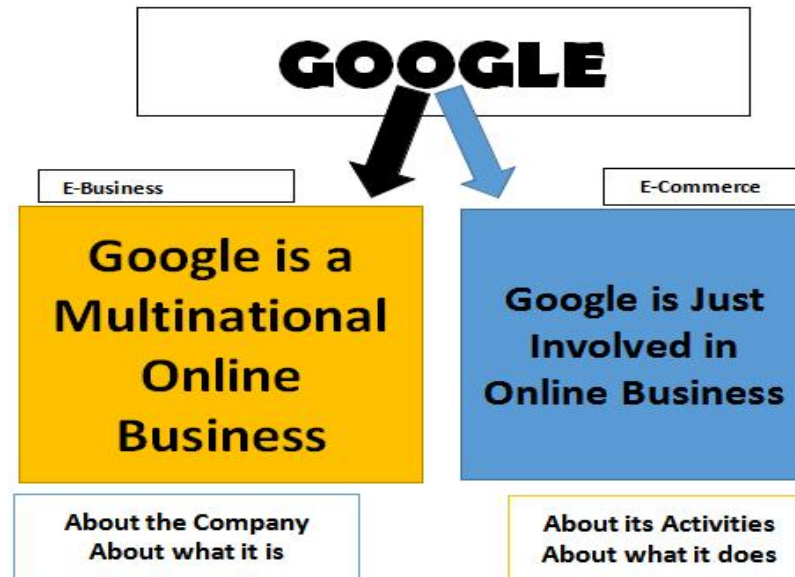 GOOGLE
E-Business
Google is a
Multinational
Online
Business
About the Company
About what it is
E-Commerce
Google is Just
Involved in
Online Business
About its Activities
About what it does